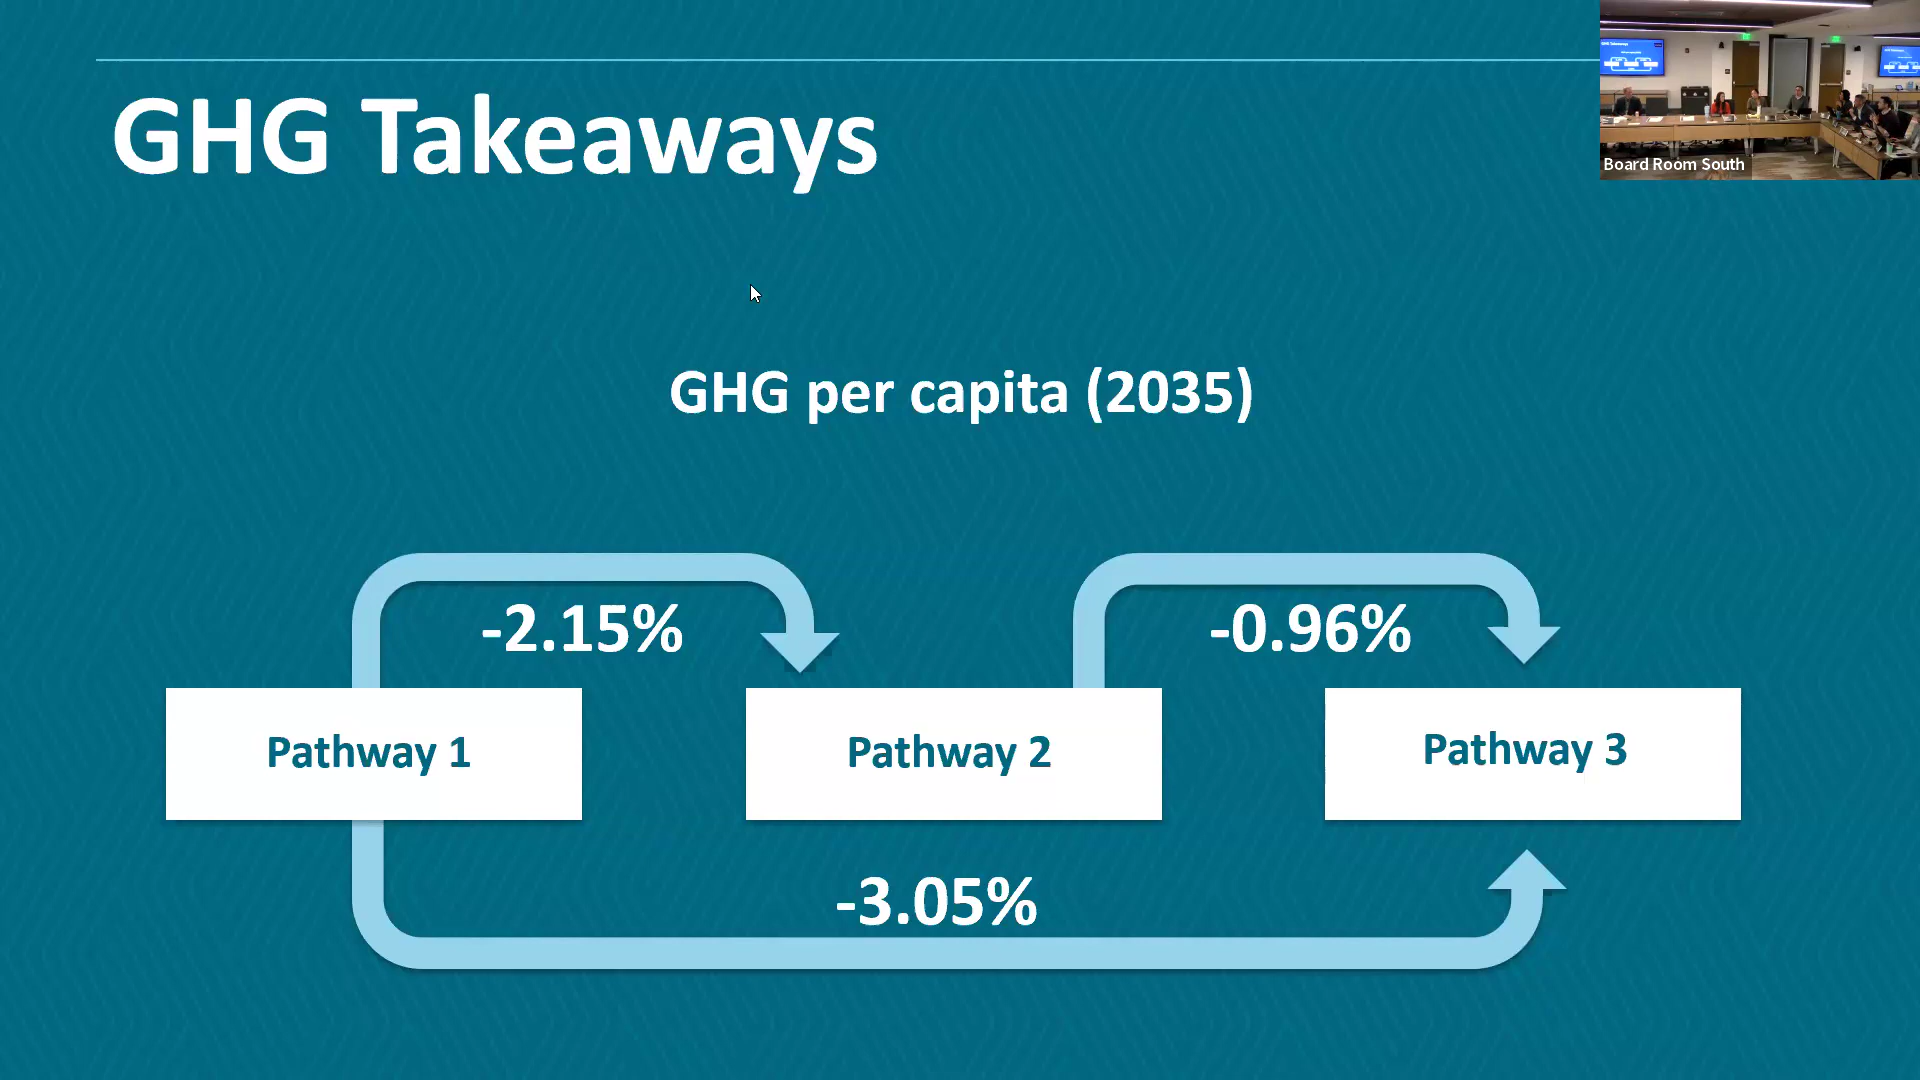 GHG Takeaways
Board Room South
GHG per capita (2035)
-2.15%
-0.96%
Pathway 1
Pathway 2
Pathway 3
-3.05%